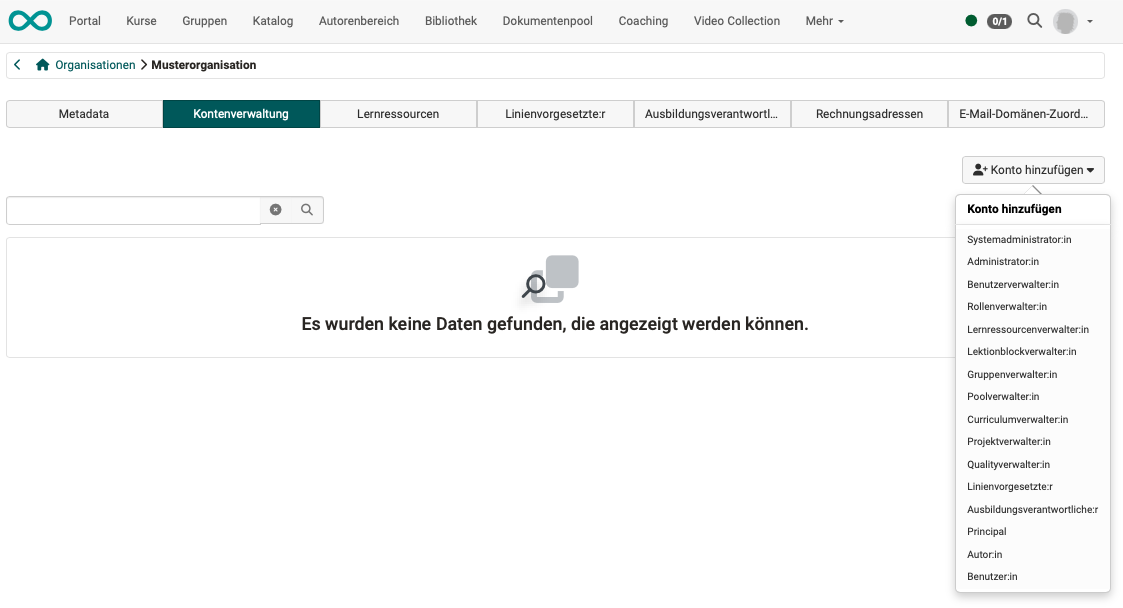 Portal Kurse Gruppen Katalog Autorenbereich Bibliothek Dokumentenpool Coaching Video Collection Mehr 0/1
Organisationen Musterorganisation
Metadata Kontenverwaltung Lernressourcen Linienvorgesetzte:r Ausbildungsverantwortl... Rechnungsadressen E-Mail-Domänen-Zuord...
Konto hinzufügen
Konto hinzufügen
Systemadministrator:in
Administrator:in
Benutzerverwalter:in
Rollenverwalter:in
Lernressourcenverwalter:in
Lektionblockverwalter:in
Gruppenverwalter:in
Poolverwalter:in
Curriculumverwalter:in
Projektverwalter:in
Qualityverwalter:in
Linienvorgesetzte:r
Ausbildungsverantwortliche:r
Principal
Autor:in
Benutzer:in
Es wurden keine Daten gefunden, die angezeigt werden können.